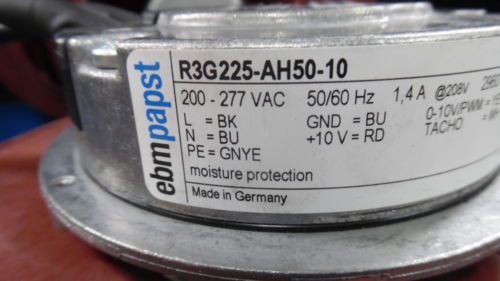 ebmpapst
R3G225-AH50-10
200 - 277 VAC 50/60 Hz 1,4 A @208V
L = BK GND = BU 0-10V/PWM =
N = BU +10 V = RD TACHO =
PE = GNYE
moisture protection
Made in Germany